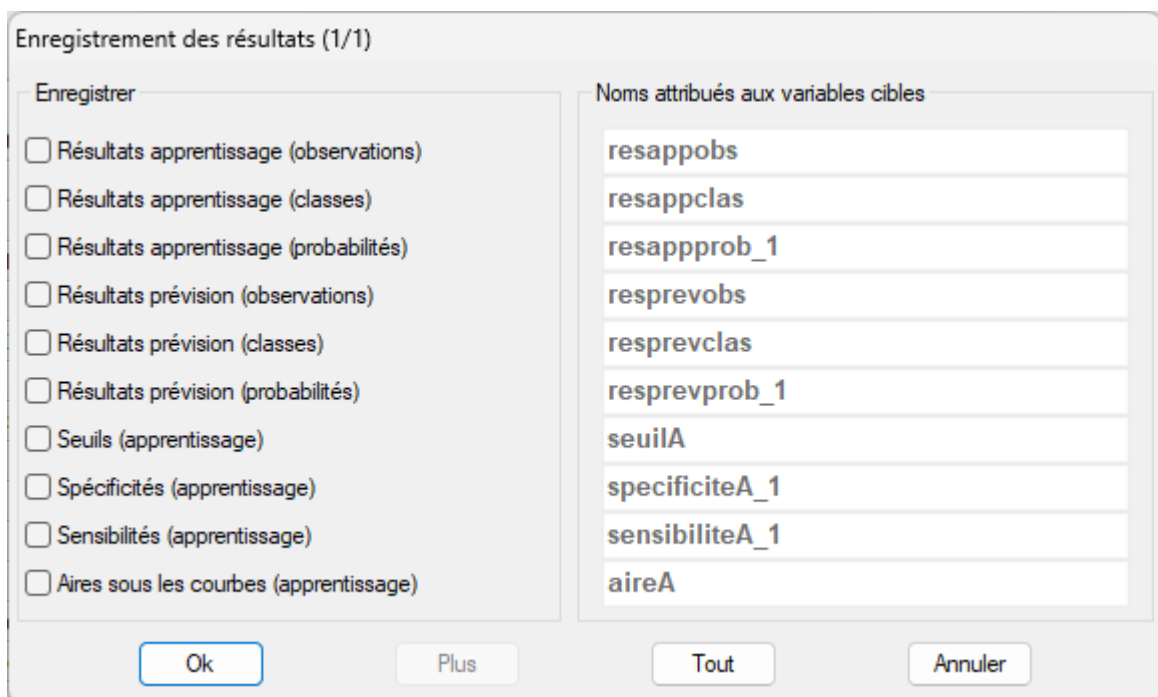 Enregistrement des résultats (1/1)
Enregistrer
Noms attribués aux variables cibles
Résultats apprentissage (observations)
resappobs
Résultats apprentissage (classes)
resappclas
Résultats apprentissage (probabilités)
resappprob_1
Résultats prévision (observations)
resprevobs
Résultats prévision (classes)
resprevclas
Résultats prévision (probabilités)
resprevprob_1
Seuils (apprentissage)
seuilA
Spécificités (apprentissage)
specificiteA_1
Sensibilités (apprentissage)
sensibiliteA_1
Aires sous les courbes (apprentissage)
aireA
Ok
Plus
Tout
Annuler